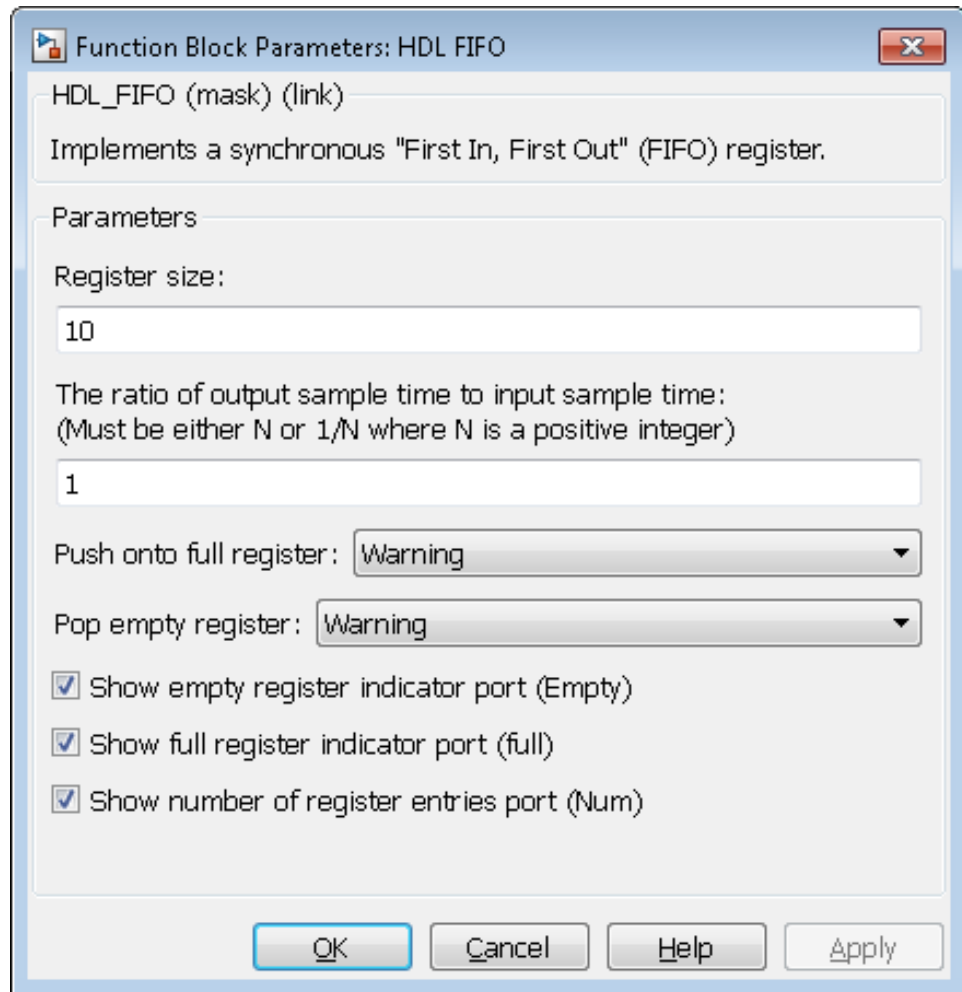 Function Block Parameters: HDL FIFO
HDL_FIFO (mask) (link)
Implements a synchronous "First In, First Out" (FIFO) register.
Parameters
Register size:
10
The ratio of output sample time to input sample time:
(Must be either N or 1/N where N is a positive integer)
1
Push onto full register: Warning
Pop empty register: Warning
Show empty register indicator port (Empty)
Show full register indicator port (full)
Show number of register entries port (Num)
OK Cancel Help Apply